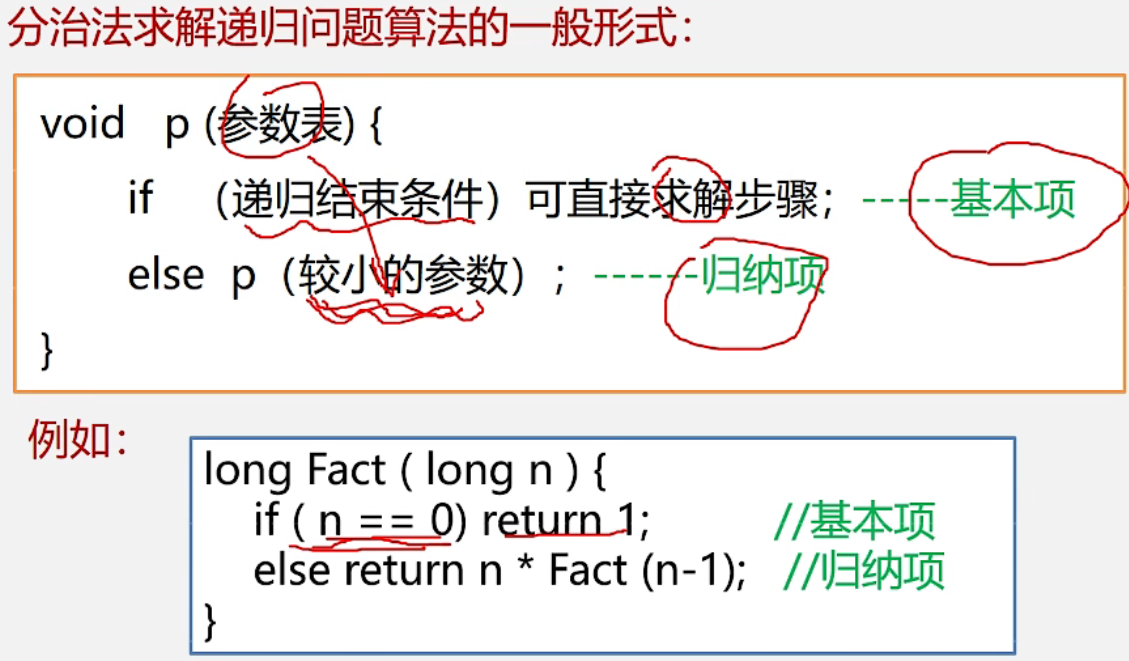 分治法求解递归问题算法的一般形式：
void p (参数表) {
if （递归结束条件）可直接求解步骤； -----基本项
else p（较小的参数）； ------归纳项
}
例如：
long Fact ( long n ) {
if ( n == 0) return 1; //基本项
else return n * Fact (n-1); //归纳项
}